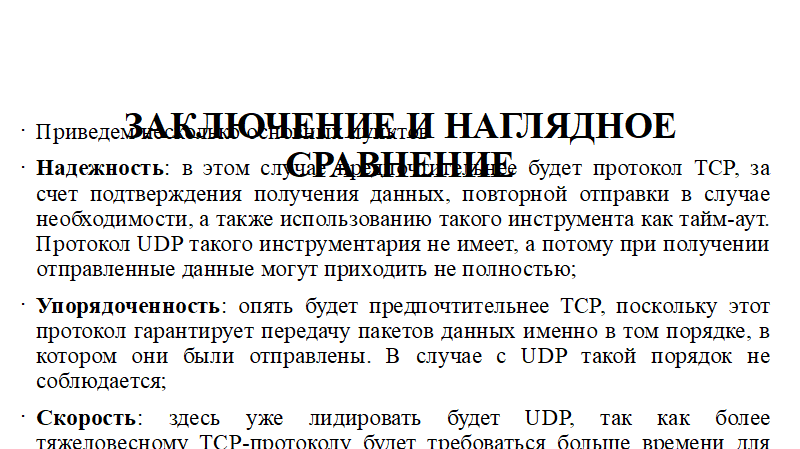 ЗАКЛЮЧЕНИЕ И НАГЛЯДНОЕ
СРАВНЕНИЕ
· Приведем несколько основных пунктов
· Надежность: в этом случае предпочтительнее будет протокол TCP, за
счет подтверждения получения данных, повторной отправки в случае
необходимости, а также использованию такого инструмента как тайм-аут.
Протокол UDP такого инструментария не имеет, а потому при получении
отправленные данные могут приходить не полностью;
· Упорядоченность: опять будет предпочтительнее TCP, поскольку этот
протокол гарантирует передачу пакетов данных именно в том порядке, в
котором они были отправлены. В случае с UDP такой порядок не
соблюдается;
· Скорость: здесь уже лидировать будет UDP, так как более
тяжеловесному TCP-протоколу будет требоваться больше времени для